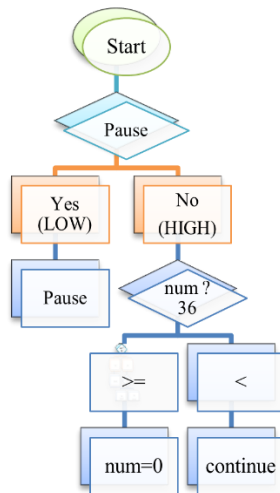 Start
Pause
Yes
(LOW)
No
(HIGH)
Pause
num ?
36
>=
<
num=0
continue